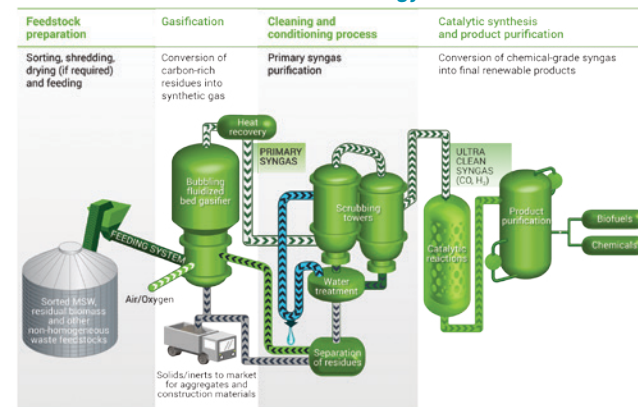 Feedstock
preparation
Gasification
Cleaning and
conditioning process
Catalytic synthesis
and product purification
Sorting, shredding,
drying (if required)
and feeding
Conversion of
carbon-rich
residues into
synthetic gas
Primary syngas
purification
Conversion of chemical-grade syngas
into final renewable products
Heat
recovery
PRIMARY
SYNGAS
ULTRA
CLEAN
SYNGAS
(CO, H₂)
Bubbling
fluidized
bed gasifier
Scrubbing
towers
Product
purification
Biofuels
Chemicals
FEEDING SYSTEM
Catalytic
reactions
Air/Oxygen
Water
treatment
Sorted MSW,
residual biomass
and other
non-homogeneous
waste feedstocks
Separation
of residues
Solids/inerts to market
for aggregates and
construction materials